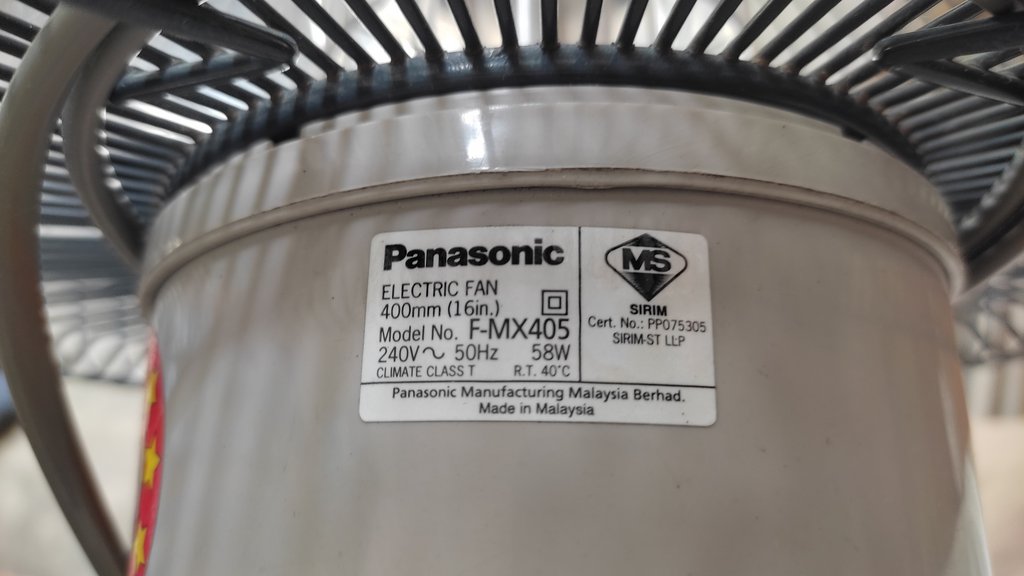 Panasonic
ELECTRIC FAN
400mm (16in.)
Model No. F-MX405
240V ~ 50Hz 58W
CLIMATE CLASS T R.T. 40°C
MS
SIRIM
Cert. No.: PP075305
SIRIM-ST LLP
Panasonic Manufacturing Malaysia Berhad.
Made in Malaysia